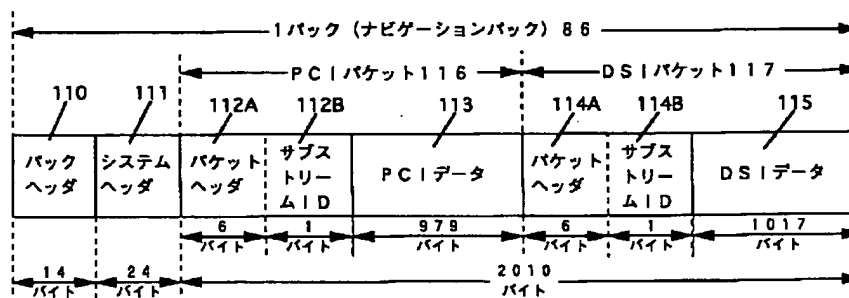 1パック(ナビゲーションパック)86
PCIパケット116
DSIパケット117
110
111
112A
112B
113
114A
114B
115
パック
ヘッダ
システム
ヘッダ
パケット
ヘッダ
サブス
トリー
ムID
PCIデータ
パケット
ヘッダ
サブス
トリー
ムID
DSIデータ
6
バイト
1
バイト
979
バイト
6
バイト
1
バイト
1017
バイト
14
バイト
24
バイト
2010
バイト